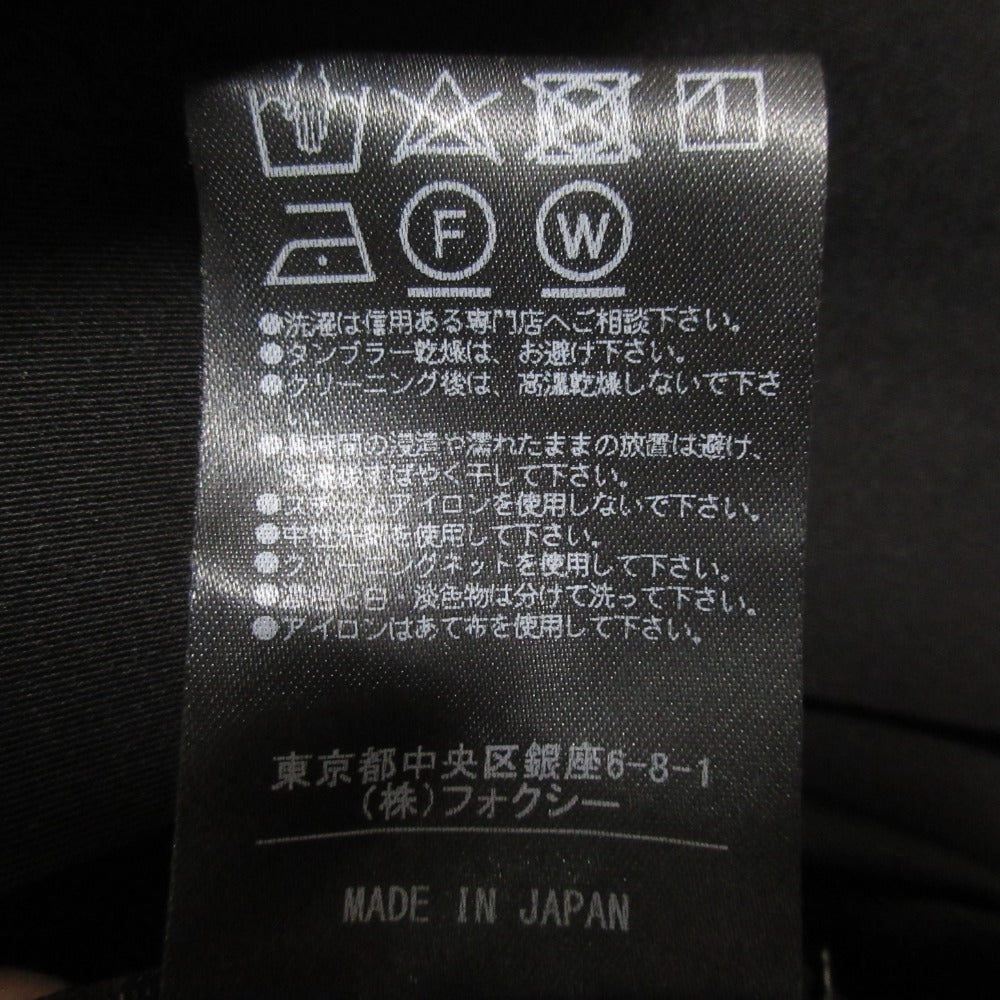 F W
●洗濯は信用ある専門店へご相談下さい。
●タンブラー乾燥は、お避け下さい。
●クリーニング後は、高温乾燥しないで下さ
い。
●長時間の浸漬や濡れたままの放置は避け、
すばやく干して下さい。
●スチームアイロンを使用しないで下さい。
●中性洗剤を使用して下さい。
●クリーニングネットを使用して下さい。
●白・淡色物は分けて洗って下さい。
●アイロンはあて布を使用して下さい。
東京都中央区銀座6-8-1
(株)フォクシー
MADE IN JAPAN